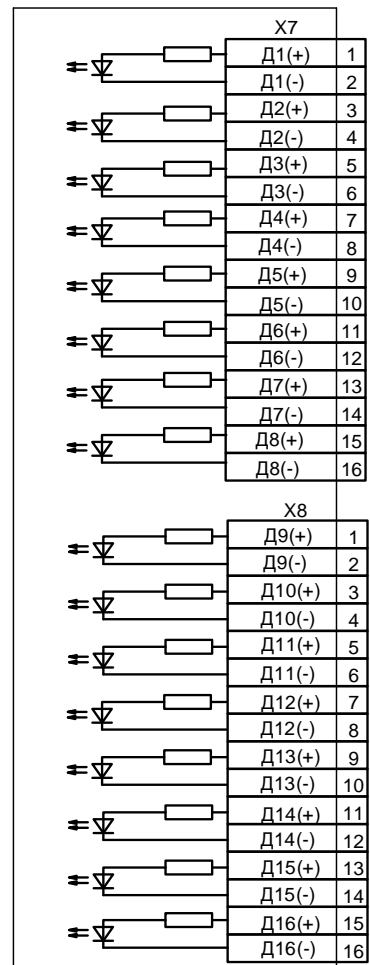 X7
Д1(+) 1
Д1(-) 2
Д2(+) 3
Д2(-) 4
Д3(+) 5
Д3(-) 6
Д4(+) 7
Д4(-) 8
Д5(+) 9
Д5(-) 10
Д6(+) 11
Д6(-) 12
Д7(+) 13
Д7(-) 14
Д8(+) 15
Д8(-) 16
X8
Д9(+) 1
Д9(-) 2
Д10(+) 3
Д10(-) 4
Д11(+) 5
Д11(-) 6
Д12(+) 7
Д12(-) 8
Д13(+) 9
Д13(-) 10
Д14(+) 11
Д14(-) 12
Д15(+) 13
Д15(-) 14
Д16(+) 15
Д16(-) 16